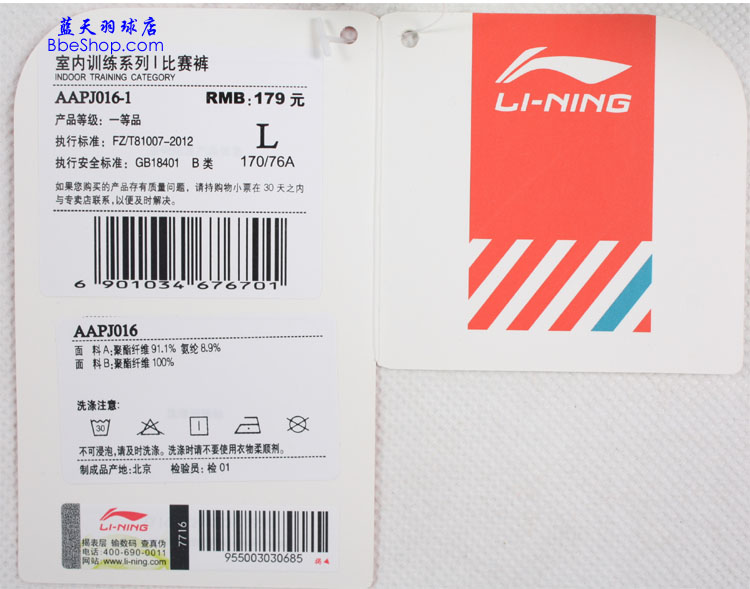 蓝天羽球店
BbeShop.com
室内训练系列 | 比赛裤
INDOOR TRAINING CATEGORY
AAPJ016-1 RMB: 179 元
产品等级: 一等品
执行标准: FZ/T81007-2012
L
执行安全标准: GB18401 B 类
170/76A
如果您购买的产品存有质量问题, 请持购物小票在 30 天之内
与专卖店联系, 以便及时解决。
6 901034 676701
LI-NING
AAPJ016
面 料A:聚酯纤维 91.1% 氨纶 8.9%
面 料B:聚酯纤维 100%
洗涤注意:
30
不可浸泡,请及时洗涤。洗涤时请不要使用衣物柔顺剂。
制成品产地: 北京 检验员: 检 01
LI-NING
揭表层 输数码 查真伪
电话 400-690-0011
网站 www.li-ning.com
7716
955003030685